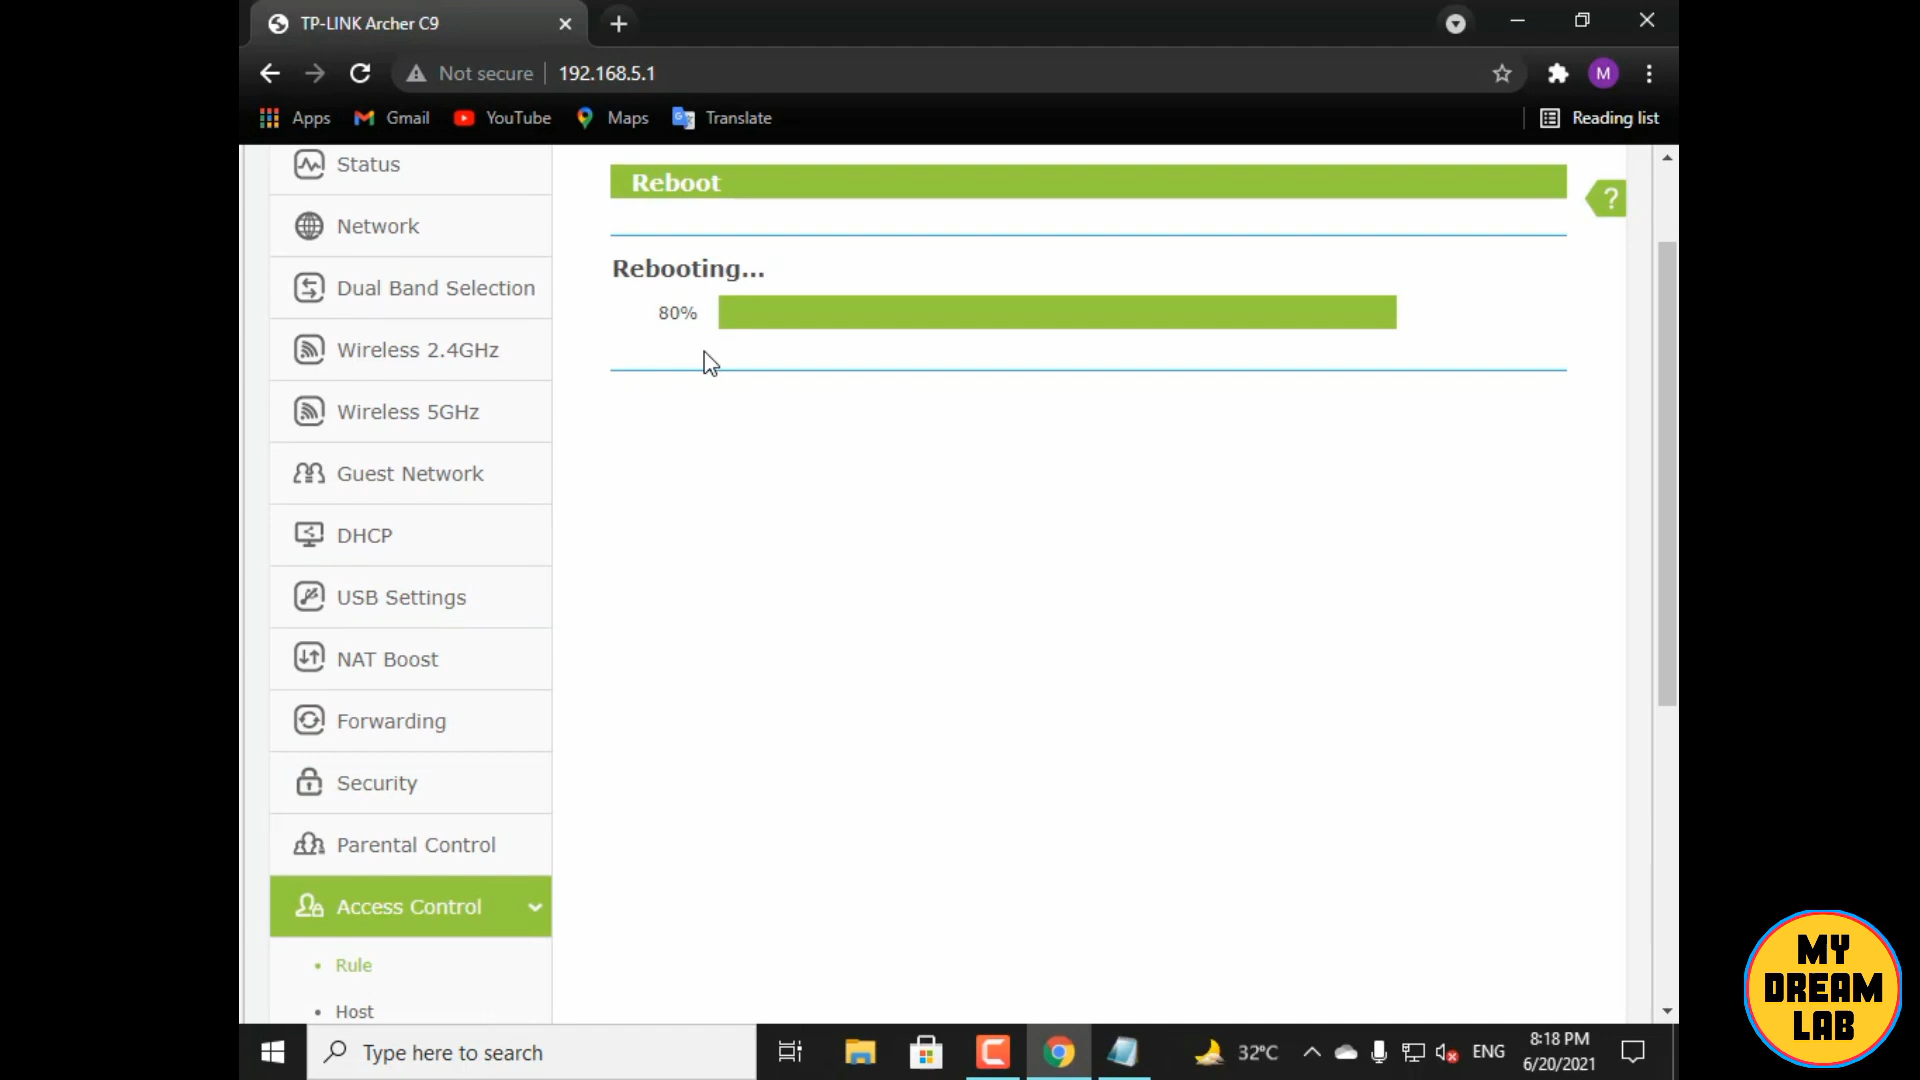 TP-LINK Archer C9
Not secure
192.168.5.1
M
Apps
Gmail
YouTube
Maps
Translate
Reading list
Status
Network
Dual Band Selection
Wireless 2.4GHz
Wireless 5GHz
Guest Network
DHCP
USB Settings
NAT Boost
Forwarding
Security
Parental Control
Access Control
• Rule
• Host
Reboot
?
Rebooting...
80%
Type here to search
32°C
ENG
8:18 PM
6/20/2021
MY
DREAM
LAB